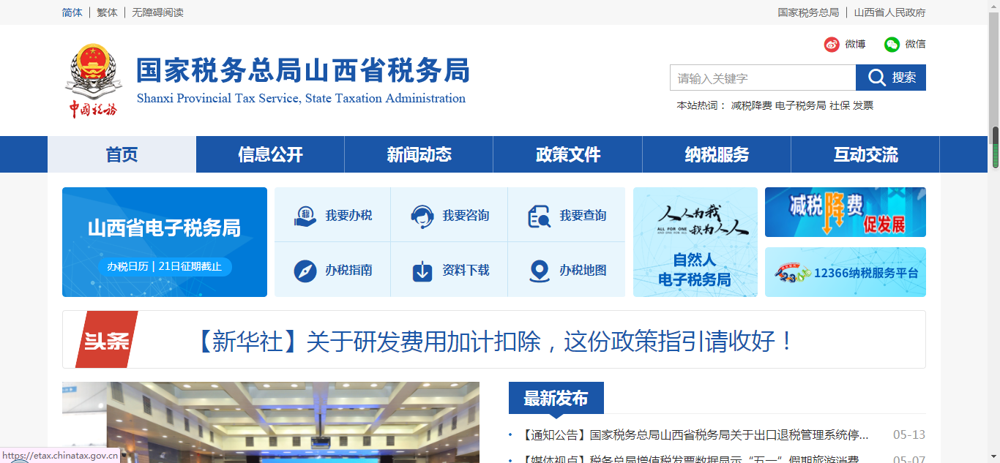 简体 | 繁体 | 无障碍阅读
国家税务总局 | 山西省人民政府
微博 微信
国家税务总局山西省税务局
Shanxi Provincial Tax Service, State Taxation Administration
中国税务
请输入关键字 搜索
本站热词： 减税降费 电子税务局 社保 发票
首页 信息公开 新闻动态 政策文件 纳税服务 互动交流
山西省电子税务局
办税日历 | 21日征期截止
税
我要办税 我要咨询 我要查询
办税指南 资料下载 办税地图
人人为我
ALL FOR ONE
AND ONE FOR ALL
我为人人
自然人
电子税务局
减税降费
促发展
12366纳税服务平台
头条
【新华社】关于研发费用加计扣除，这份政策指引请收好！
最新发布
【通知公告】国家税务总局山西省税务局关于出口退税管理系统停... 05-13
【媒体视点】税务总局增值税发票数据显示“五一”假期旅游消费 05-07
https://etax.chinatax.gov.cn